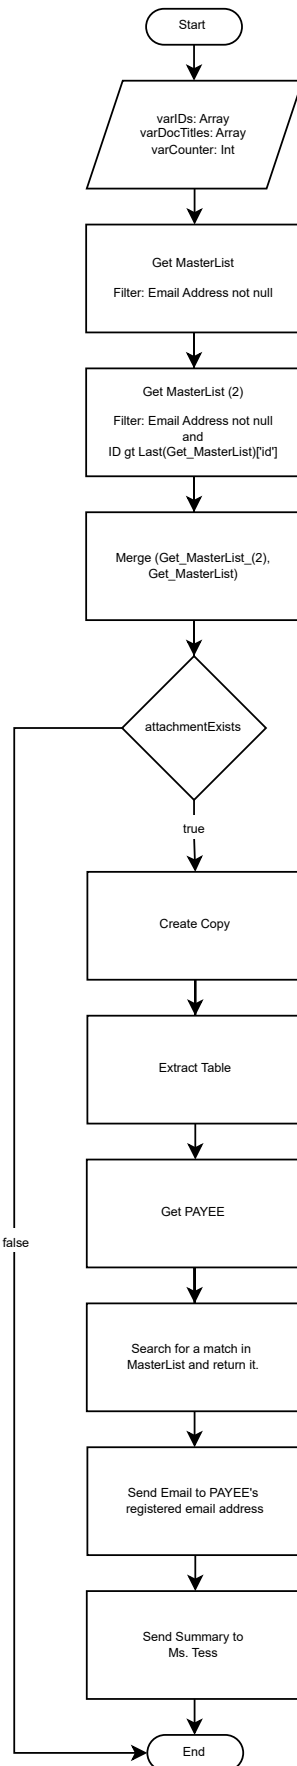 Start
varIDs: Array
varDocTitles: Array
varCounter: Int
Get MasterList
Filter: Email Address not null
Get MasterList (2)
Filter: Email Address not null
and
ID gt Last(Get_MasterList)['id']
Merge (Get_MasterList_(2),
Get_MasterList)
attachmentExists
true
Create Copy
Extract Table
Get PAYEE
false
Search for a match in
MasterList and return it.
Send Email to PAYEE's
registered email address
Send Summary to
Ms. Tess
End